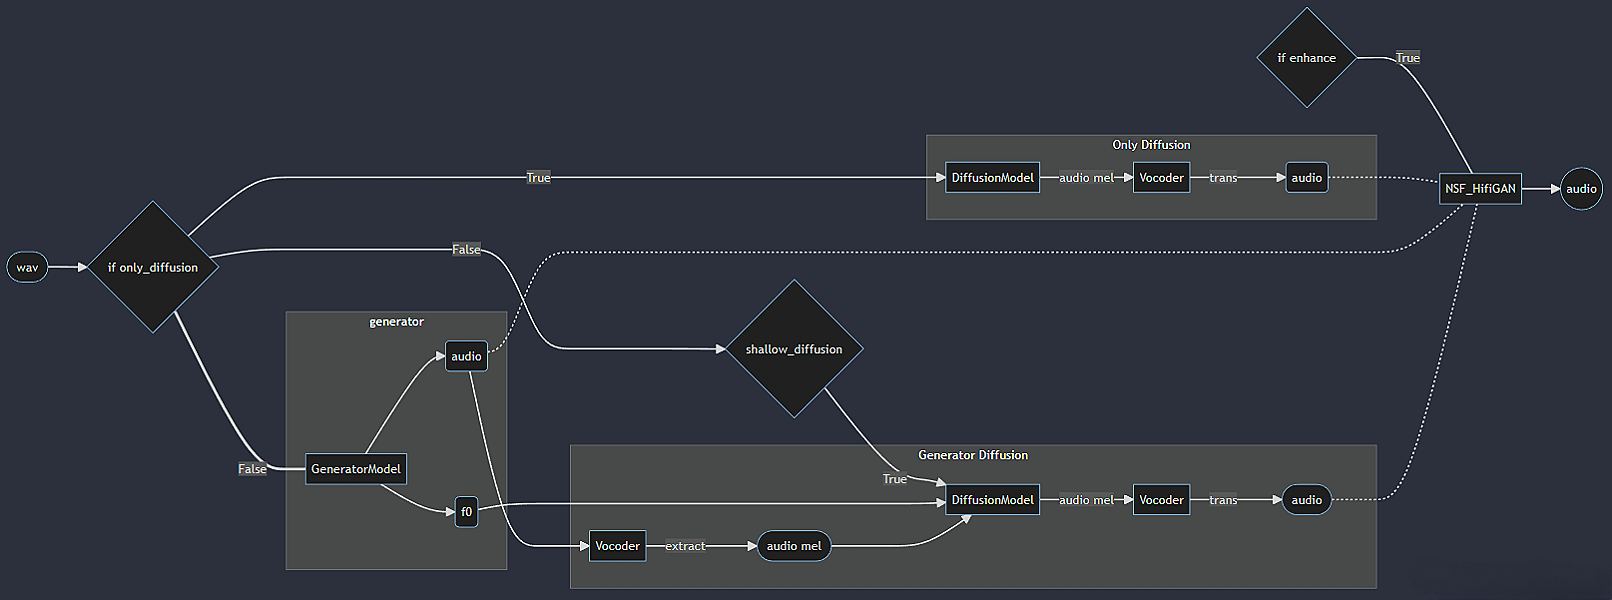 if enhance
True
Only Diffusion
DiffusionModel
audio mel
Vocoder
trans
audio
True
NSF_HifiGAN
audio
False
wav
if only_diffusion
generator
audio
shallow_diffusion
False
GeneratorModel
f0
Generator Diffusion
True
DiffusionModel
audio mel
Vocoder
trans
audio
Vocoder
extract
audio mel